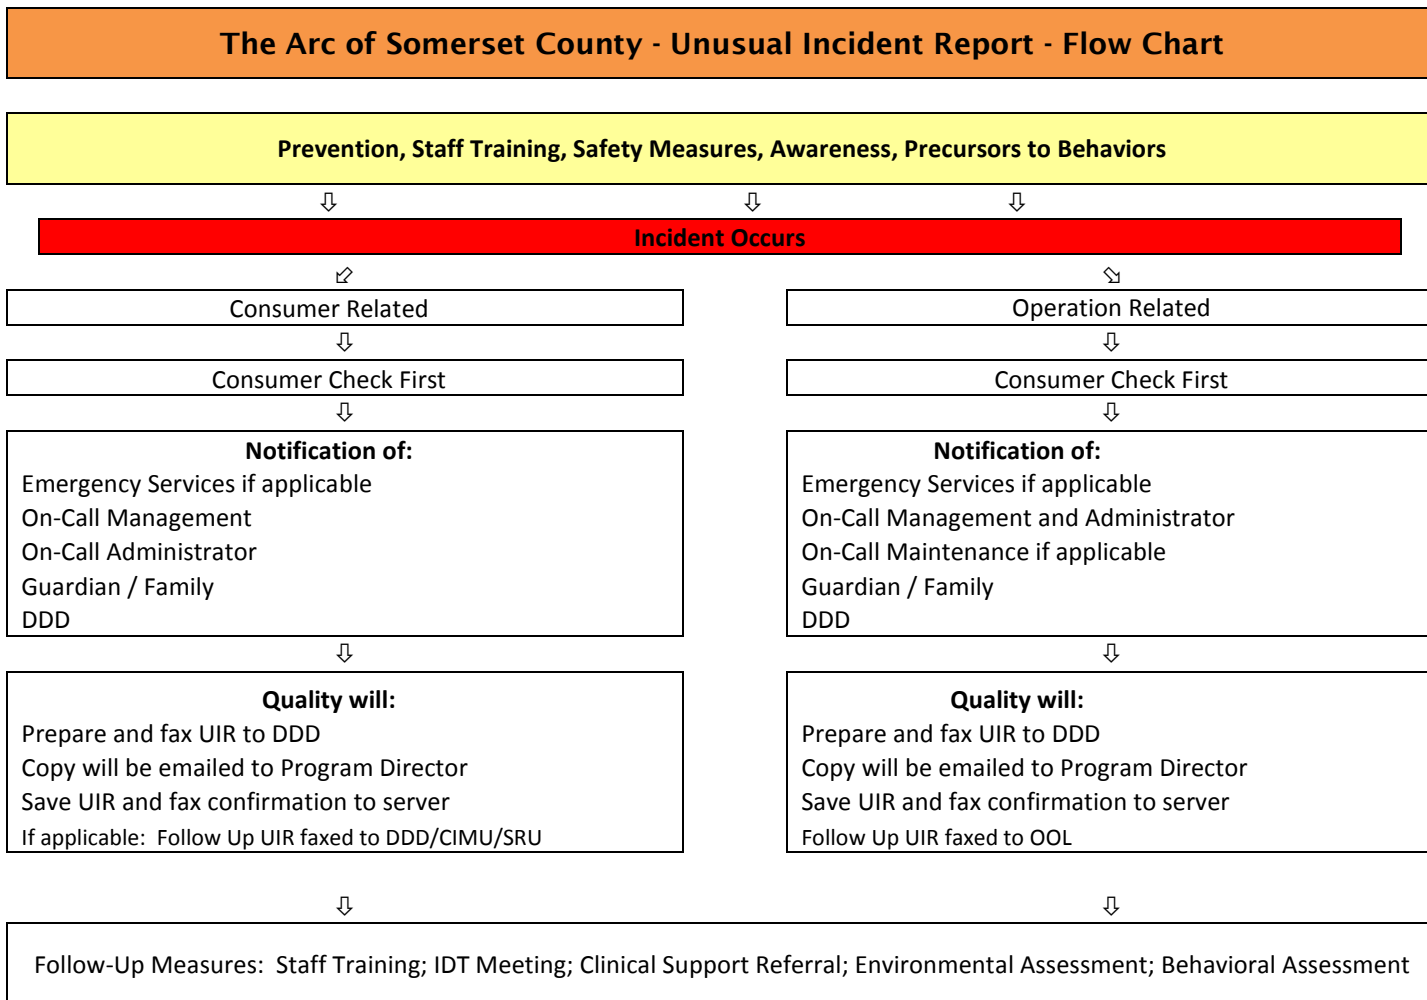 The Arc of Somerset County - Unusual Incident Report - Flow Chart
Prevention, Staff Training, Safety Measures, Awareness, Precursors to Behaviors
Incident Occurs
Consumer Related
Consumer Check First
Notification of:
Emergency Services if applicable
On-Call Management
On-Call Administrator
Guardian / Family
DDD
Quality will:
Prepare and fax UIR to DDD
Copy will be emailed to Program Director
Save UIR and fax confirmation to server
If applicable:  Follow Up UIR faxed to DDD/CIMU/SRU
Operation Related
Consumer Check First
Notification of:
Emergency Services if applicable
On-Call Management and Administrator
On-Call Maintenance if applicable
Guardian / Family
DDD
Quality will:
Prepare and fax UIR to DDD
Copy will be emailed to Program Director
Save UIR and fax confirmation to server
Follow Up UIR faxed to OOL
Follow-Up Measures:  Staff Training; IDT Meeting; Clinical Support Referral; Environmental Assessment; Behavioral Assessment